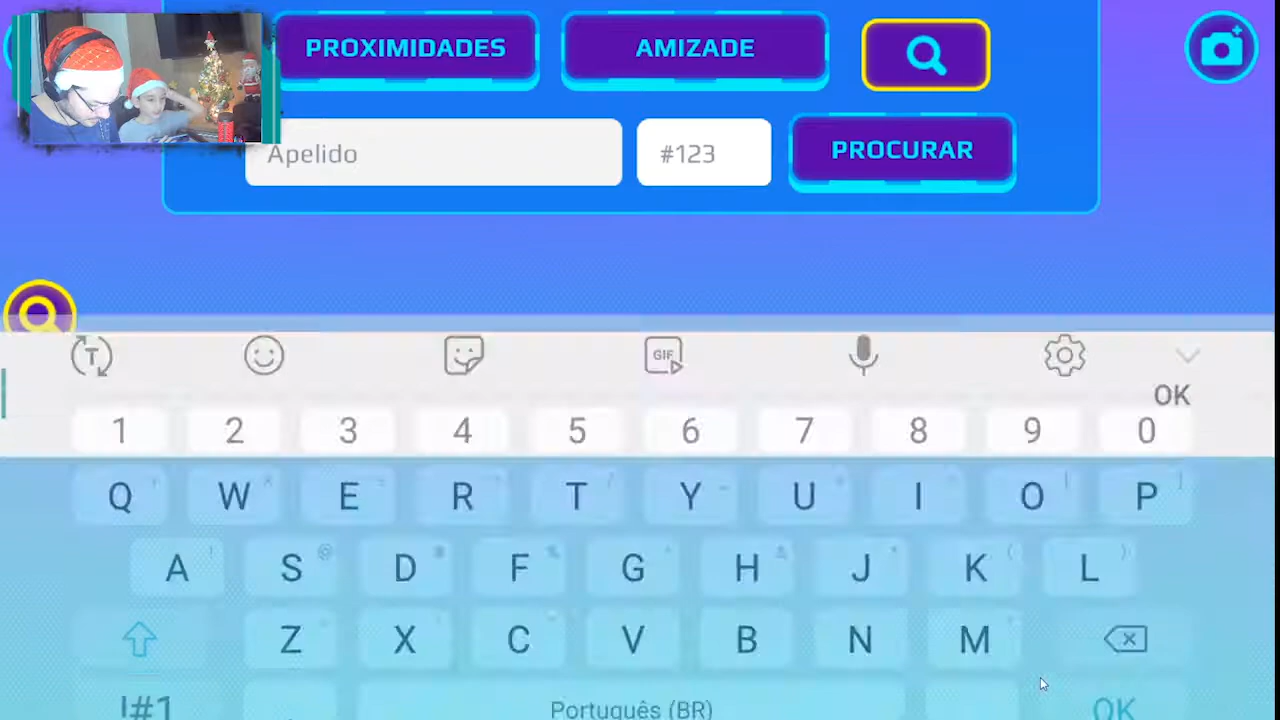 PROXIMIDADES AMIZADE
Apelido #123 PROCURAR
T GIF
OK
1 2 3 4 5 6 7 8 9 0
Q W E R T Y U I O P
A S D F G H J K L
Z X C V B N M
!#1 Português (BR) OK